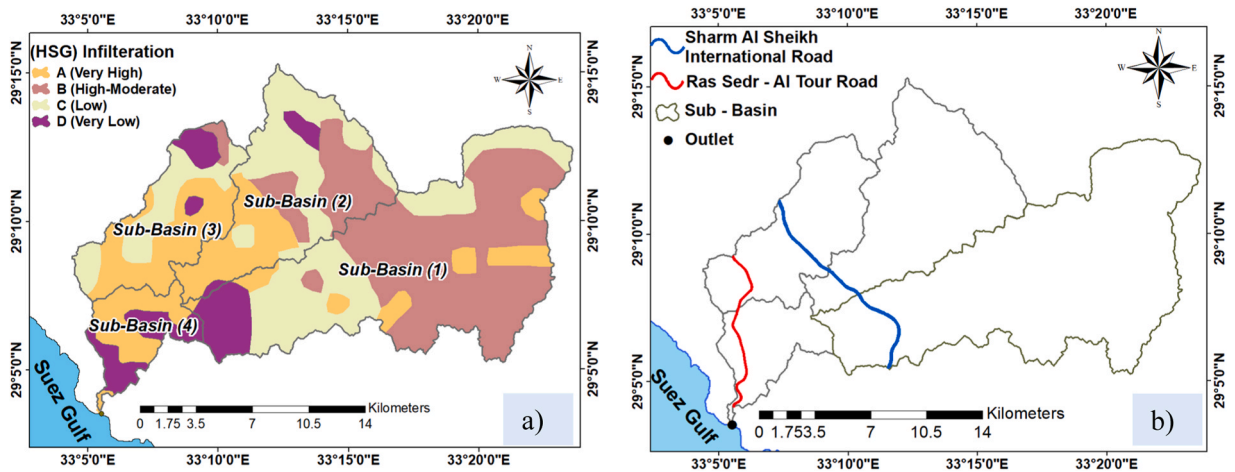 33°5'0"E 33°10'0"E 33°15'0"E 33°20'0"E
(HSG) Infilteration
A (Very High)
B (High-Moderate)
C (Low)
D (Very Low)
N
W E
S
29°15'0"N 29°15'0"N
29°10'0"N 29°10'0"N
29°5'0"N 29°5'0"N
Sub-Basin (2)
Sub-Basin (3)
Sub-Basin (1)
Sub-Basin (4)
Suez Gulf
Kilometers
0 1.75 3.5 7 10.5 14
a)
33°5'0"E 33°10'0"E 33°15'0"E 33°20'0"E
33°5'0"E 33°10'0"E 33°15'0"E 33°20'0"E
Sharm Al Sheikh
International Road
Ras Sedr - Al Tour Road
Sub - Basin
Outlet
N
W E
S
29°15'0"N 29°15'0"N
29°10'0"N 29°10'0"N
29°5'0"N 29°5'0"N
Suez Gulf
Kilometers
0 1.753.5 7 10.5 14
b)
33°5'0"E 33°10'0"E 33°15'0"E 33°20'0"E